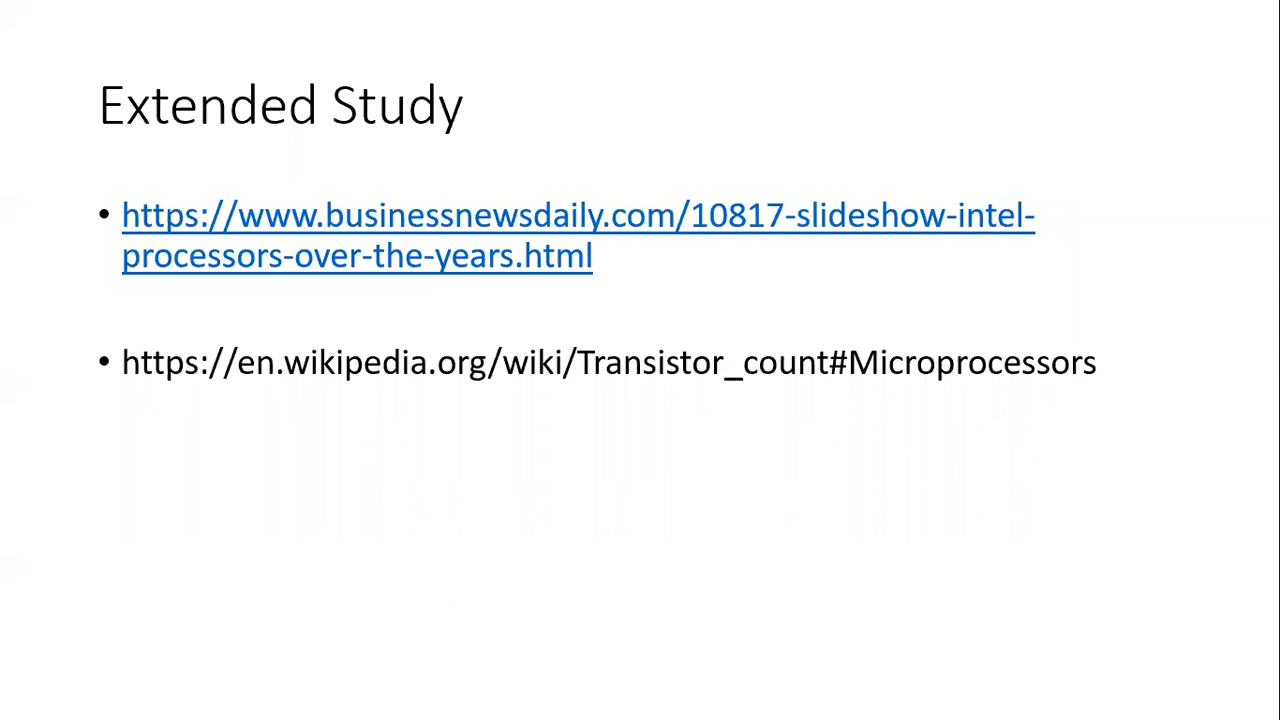 Extended Study
• https://www.businessnewsdaily.com/10817-slideshow-intel-
processors-over-the-years.html
• https://en.wikipedia.org/wiki/Transistor_count#Microprocessors